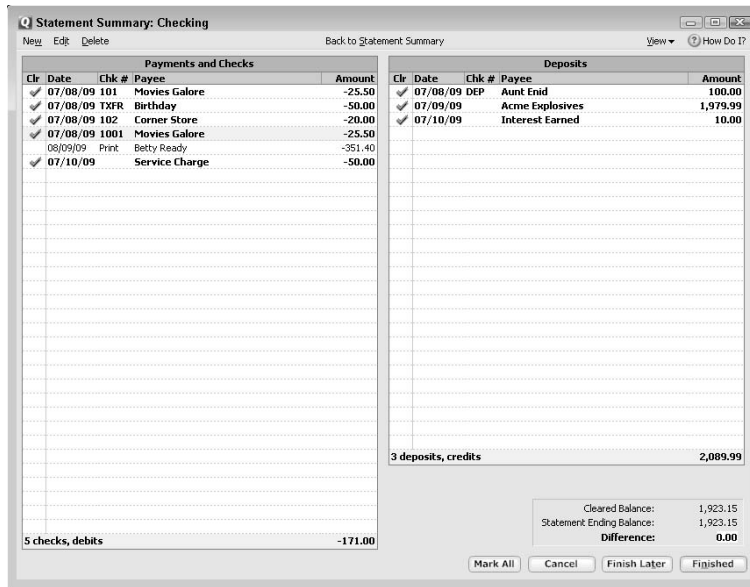 Statement Summary: Checking
New Edit Delete Back to Statement Summary View How Do I?
Payments and Checks
Clr Date Chk # Payee Amount
07/08/09 101 Movies Galore -25.50
07/08/09 TXFR Birthday -50.00
07/08/09 102 Corner Store -20.00
07/08/09 1001 Movies Galore -25.50
08/09/09 Print Betty Ready -351.40
07/10/09 Service Charge -50.00
5 checks, debits -171.00
Deposits
Clr Date Chk # Payee Amount
07/08/09 DEP Aunt Enid 100.00
07/09/09 Acme Explosives 1,979.99
07/10/09 Interest Earned 10.00
3 deposits, credits 2,089.99
Cleared Balance: 1,923.15
Statement Ending Balance: 1,923.15
Difference: 0.00
Mark All Cancel Finish Later Finished